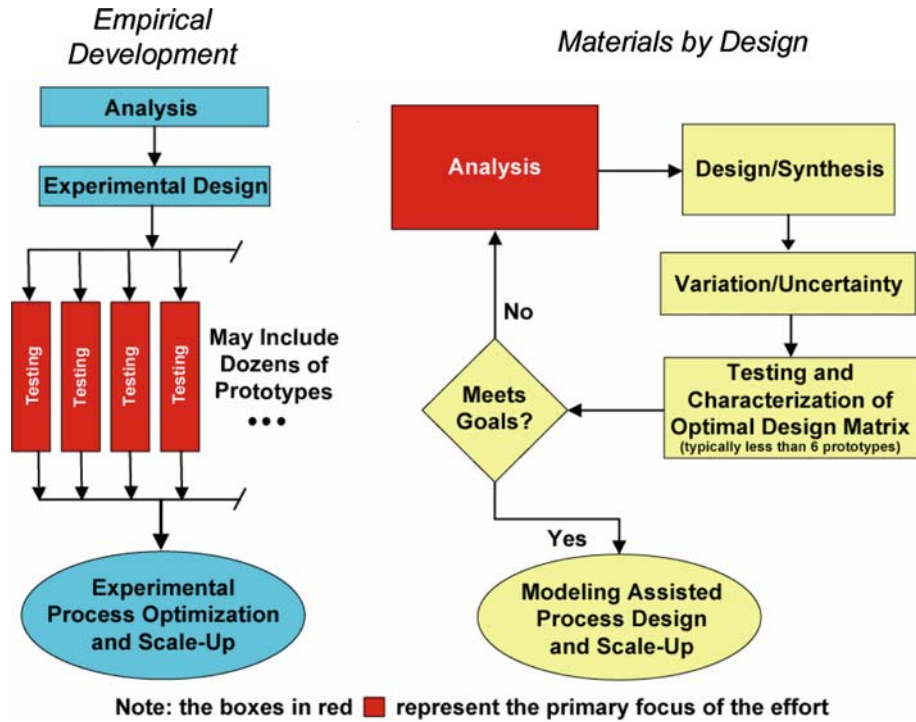 Empirical
Development
Materials by Design
Analysis
Experimental Design
Testing
Testing
Testing
Testing
May Include
Dozens of
Prototypes
•••
Experimental
Process Optimization
and Scale-Up
Analysis
Design/Synthesis
Variation/Uncertainty
Testing and
Characterization of
Optimal Design Matrix
(typically less than 6 prototypes)
Meets
Goals?
No
Yes
Modeling Assisted
Process Design
and Scale-Up
Note: the boxes in red represent the primary focus of the effort